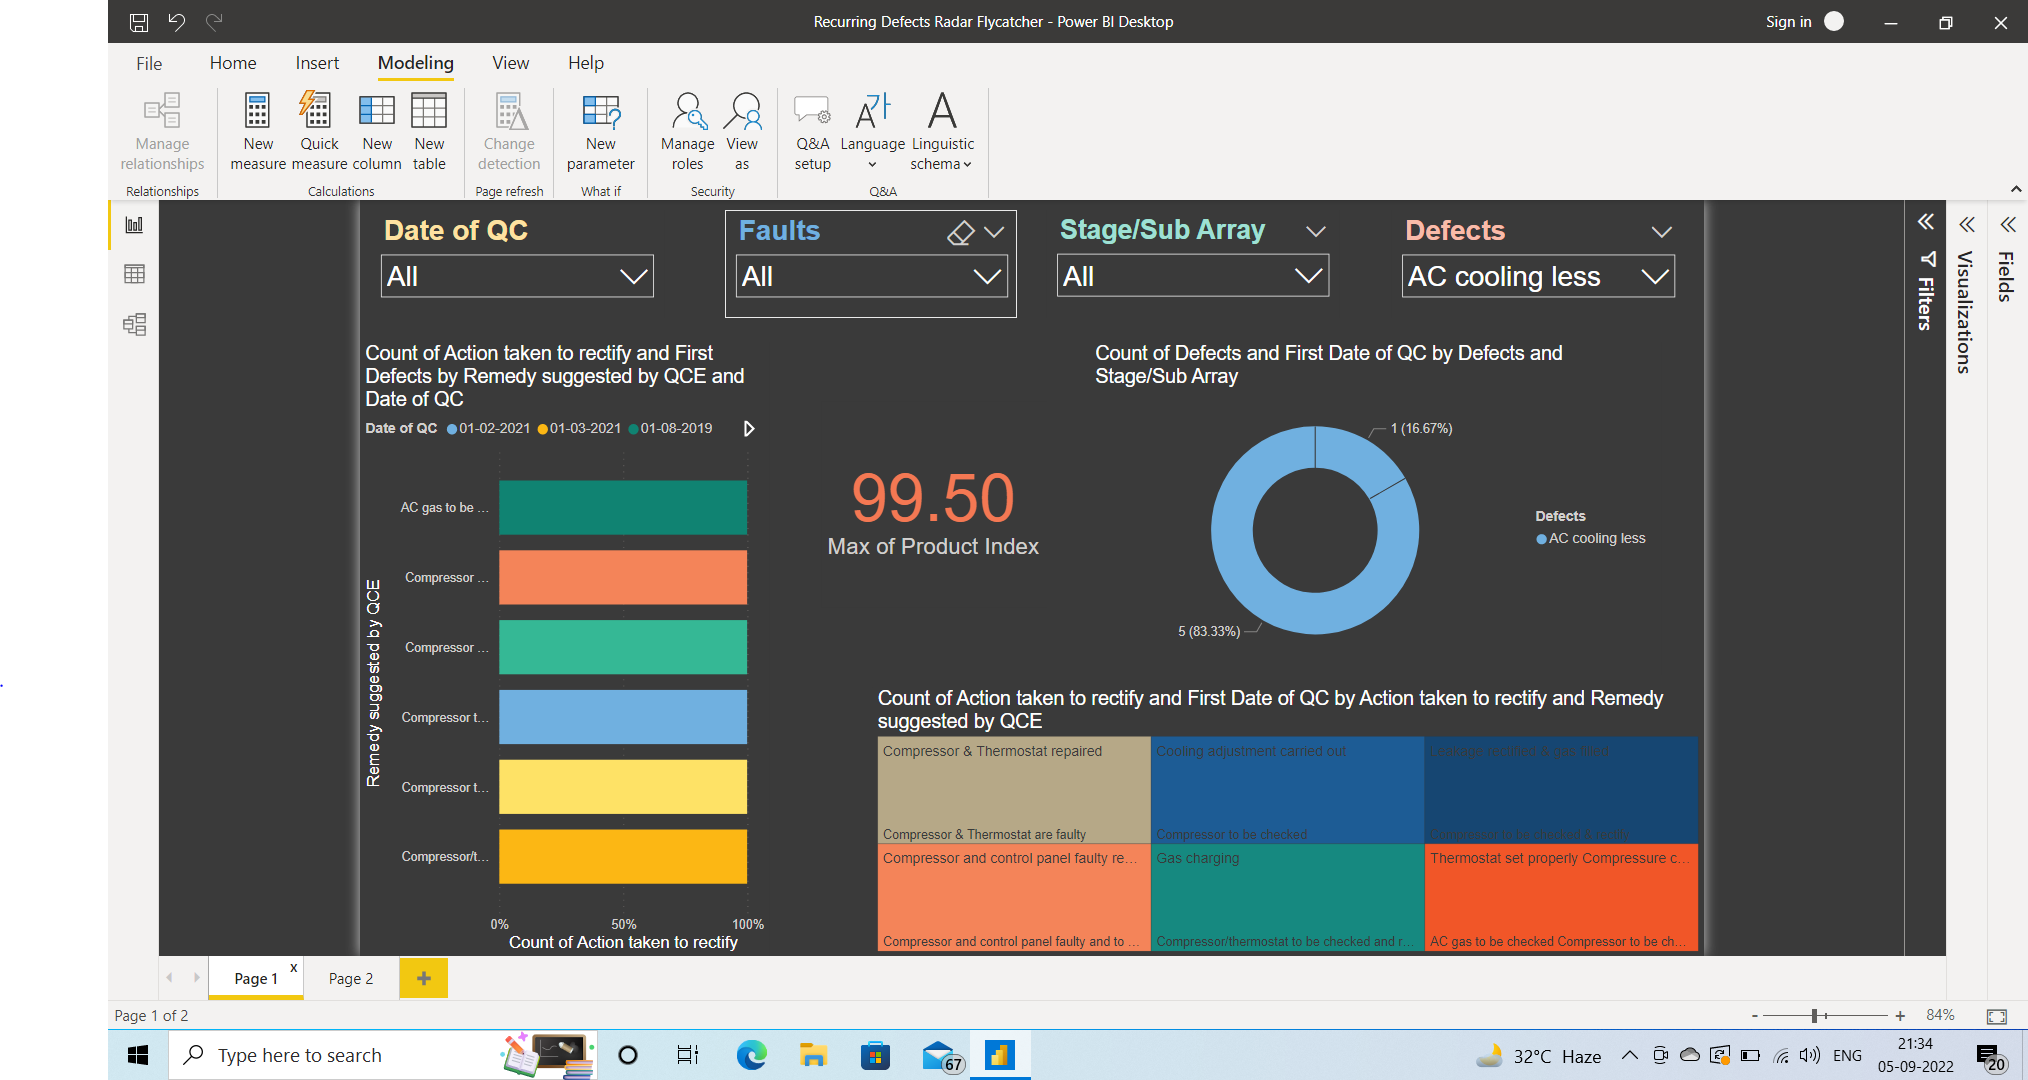 Recurring Defects Radar Flycatcher - Power BI Desktop
Sign in
File
Home
Insert
Modeling
View
Help
Manage relationships
New measure
Quick measure
New column
New table
Change detection
New parameter
Manage roles
View as
Q&A setup
Language
Linguistic schema
Relationships
Calculations
Page refresh
What if
Security
Q&A
Date of QC
All
Faults
All
Stage/Sub Array
All
Defects
AC cooling less
Filters
Visualizations
Fields
Count of Action taken to rectify and First
Defects by Remedy suggested by QCE and
Date of QC
Date of QC 01-02-2021 01-03-2021 01-08-2019
Remedy suggested by QCE
AC gas to be ...
Compressor ...
Compressor ...
Compressor t...
Compressor t...
Compressor/t...
0% 50% 100%
Count of Action taken to rectify
99.50
Max of Product Index
Count of Defects and First Date of QC by Defects and
Stage/Sub Array
1 (16.67%)
5 (83.33%)
Defects
AC cooling less
Count of Action taken to rectify and First Date of QC by Action taken to rectify and Remedy
suggested by QCE
Compressor & Thermostat repaired
Compressor & Thermostat are faulty
Cooling adjustment carried out
Compressor to be checked
Leakage rectified & gas filled
Compressor to be checked & rectify
Compressor and control panel faulty re...
Compressor and control panel faulty and to ...
Gas charging
Compressor/thermostat to be checked and r...
Thermostat set properly Compressure c...
AC gas to be checked Compressor to be ch...
Page 1
x
Page 2
+
Page 1 of 2
- + 84%
Type here to search
67
32°C Haze
ENG
21:34
05-09-2022
20